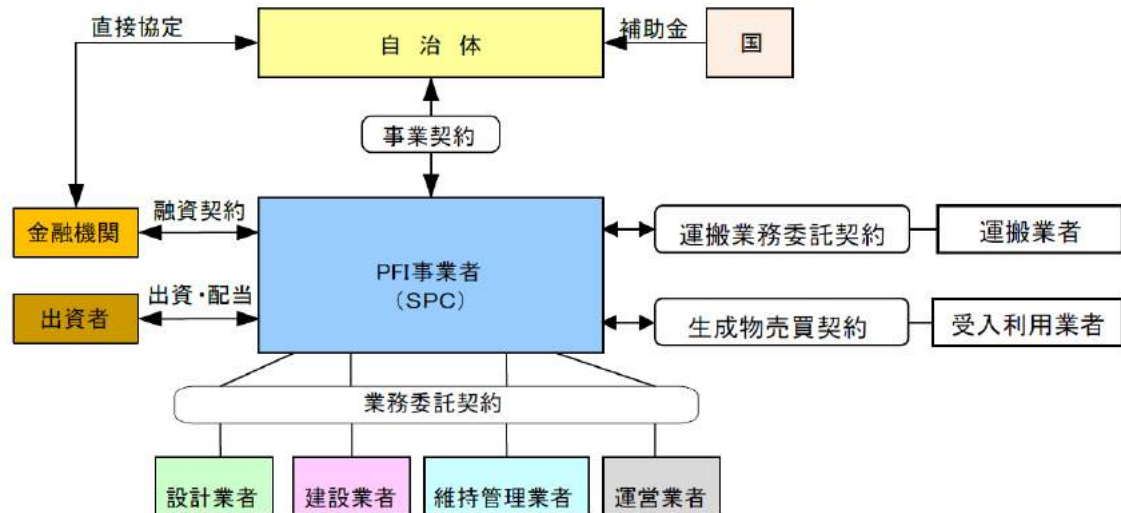 直接協定
自治体
補助金
国
事業契約
金融機関
融資契約
PFI事業者
(SPC)
運搬業務委託契約
運搬業者
出資者
出資・配当
生成物売買契約
受入利用業者
業務委託契約
設計業者
建設業者
維持管理業者
運営業者